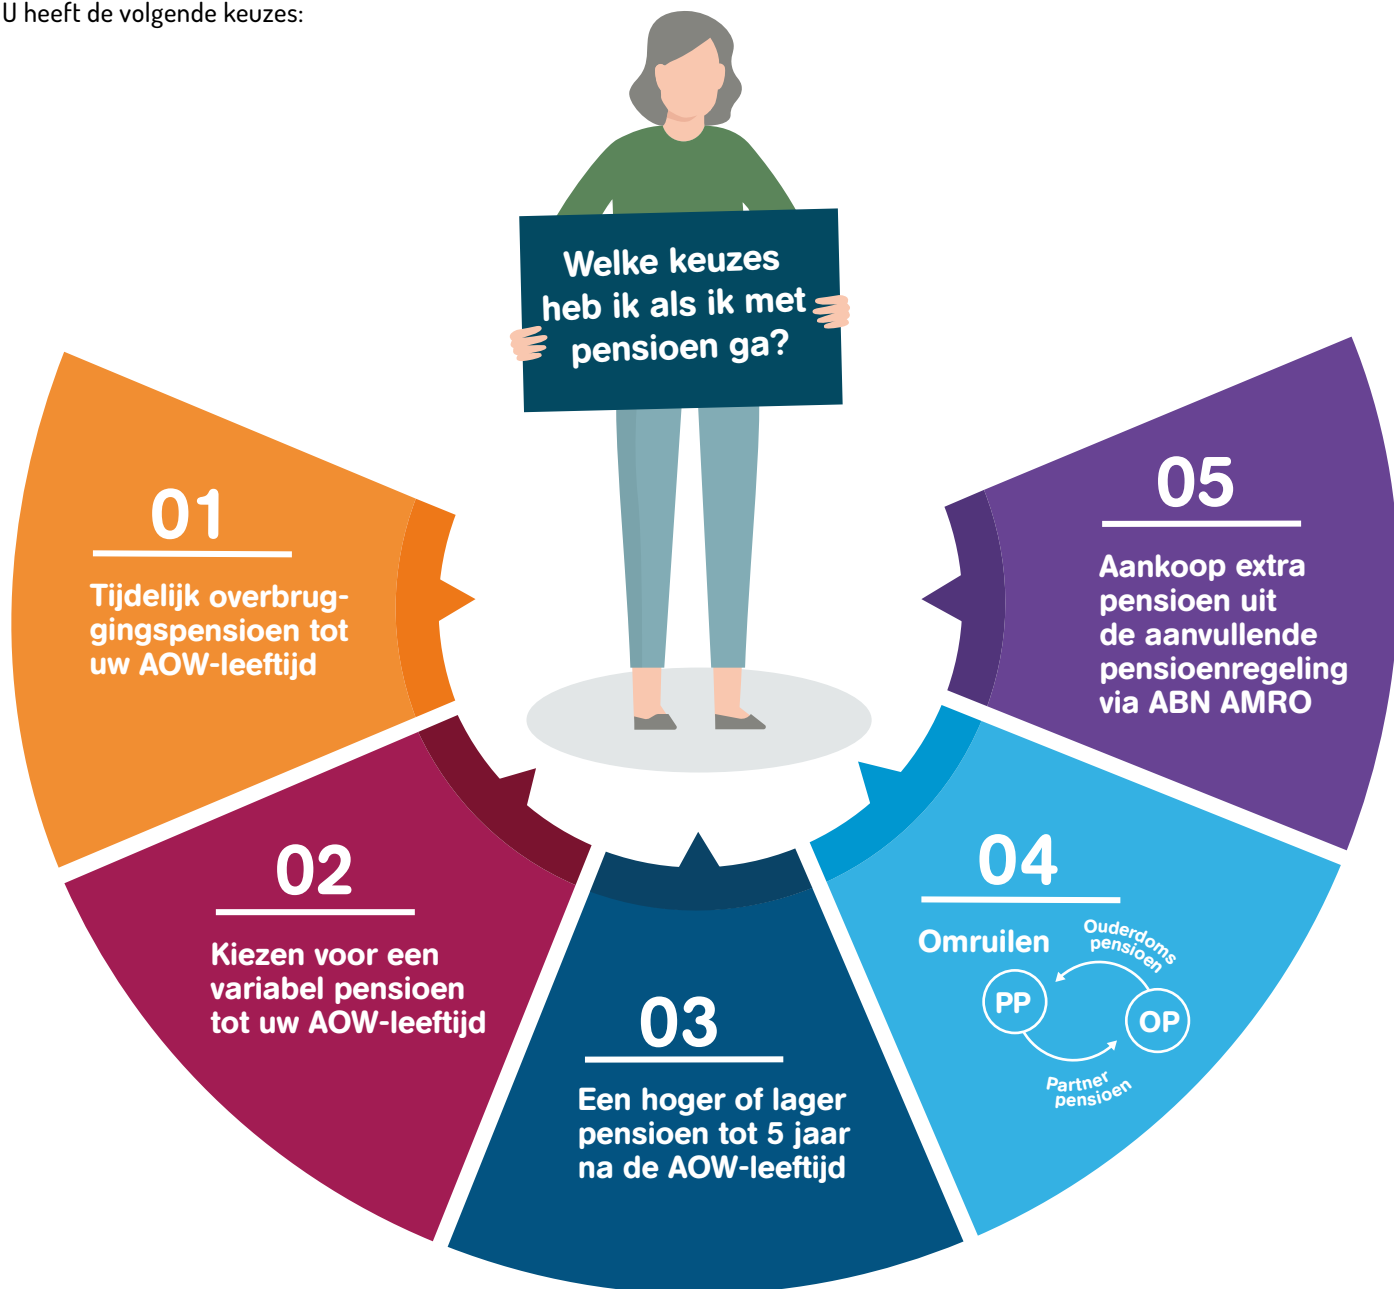 U heeft de volgende keuzes:
Welke keuzes
heb ik als ik met
pensioen ga?
01
Tijdelijk overbrug-
gingspensioen tot
uw AOW-leeftijd
02
Kiezen voor een
variabel pensioen
tot uw AOW-leeftijd
03
Een hoger of lager
pensioen tot 5 jaar
na de AOW-leeftijd
04
Omruilen
Ouderdoms
pensioen
PP
OP
Partner
pensioen
05
Aankoop extra
pensioen uit
de aanvullende
pensioenregeling
via ABN AMRO